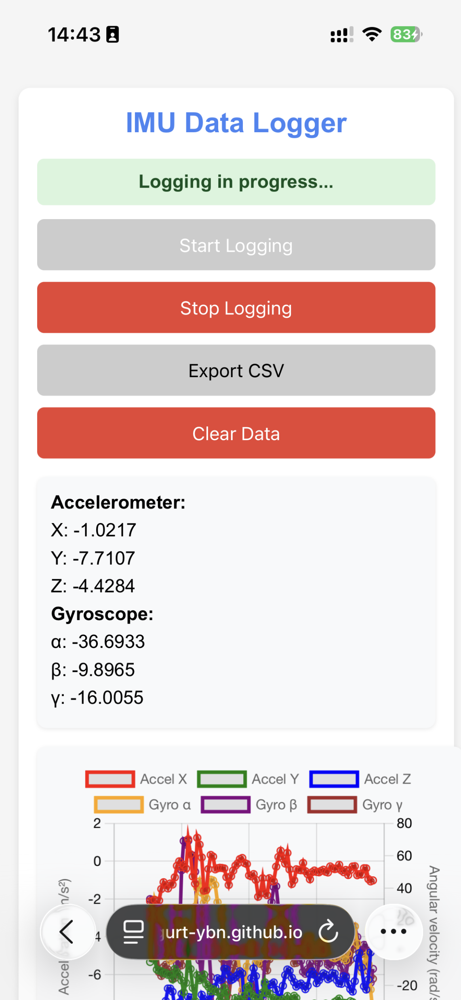 14:43
83
IMU Data Logger
Logging in progress...
Start Logging
Stop Logging
Export CSV
Clear Data
Accelerometer:
X: -1.0217
Y: -7.7107
Z: -4.4284
Gyroscope:
α: -36.6933
β: -9.8965
γ: -16.0055
Accel X
Accel Y
Accel Z
Gyro α
Gyro β
Gyro γ
2
80
0
60
40
-2
20
4
-6
-20
Accel
m/s²)
Angular velocity (rad/s
urt-ybn.github.io